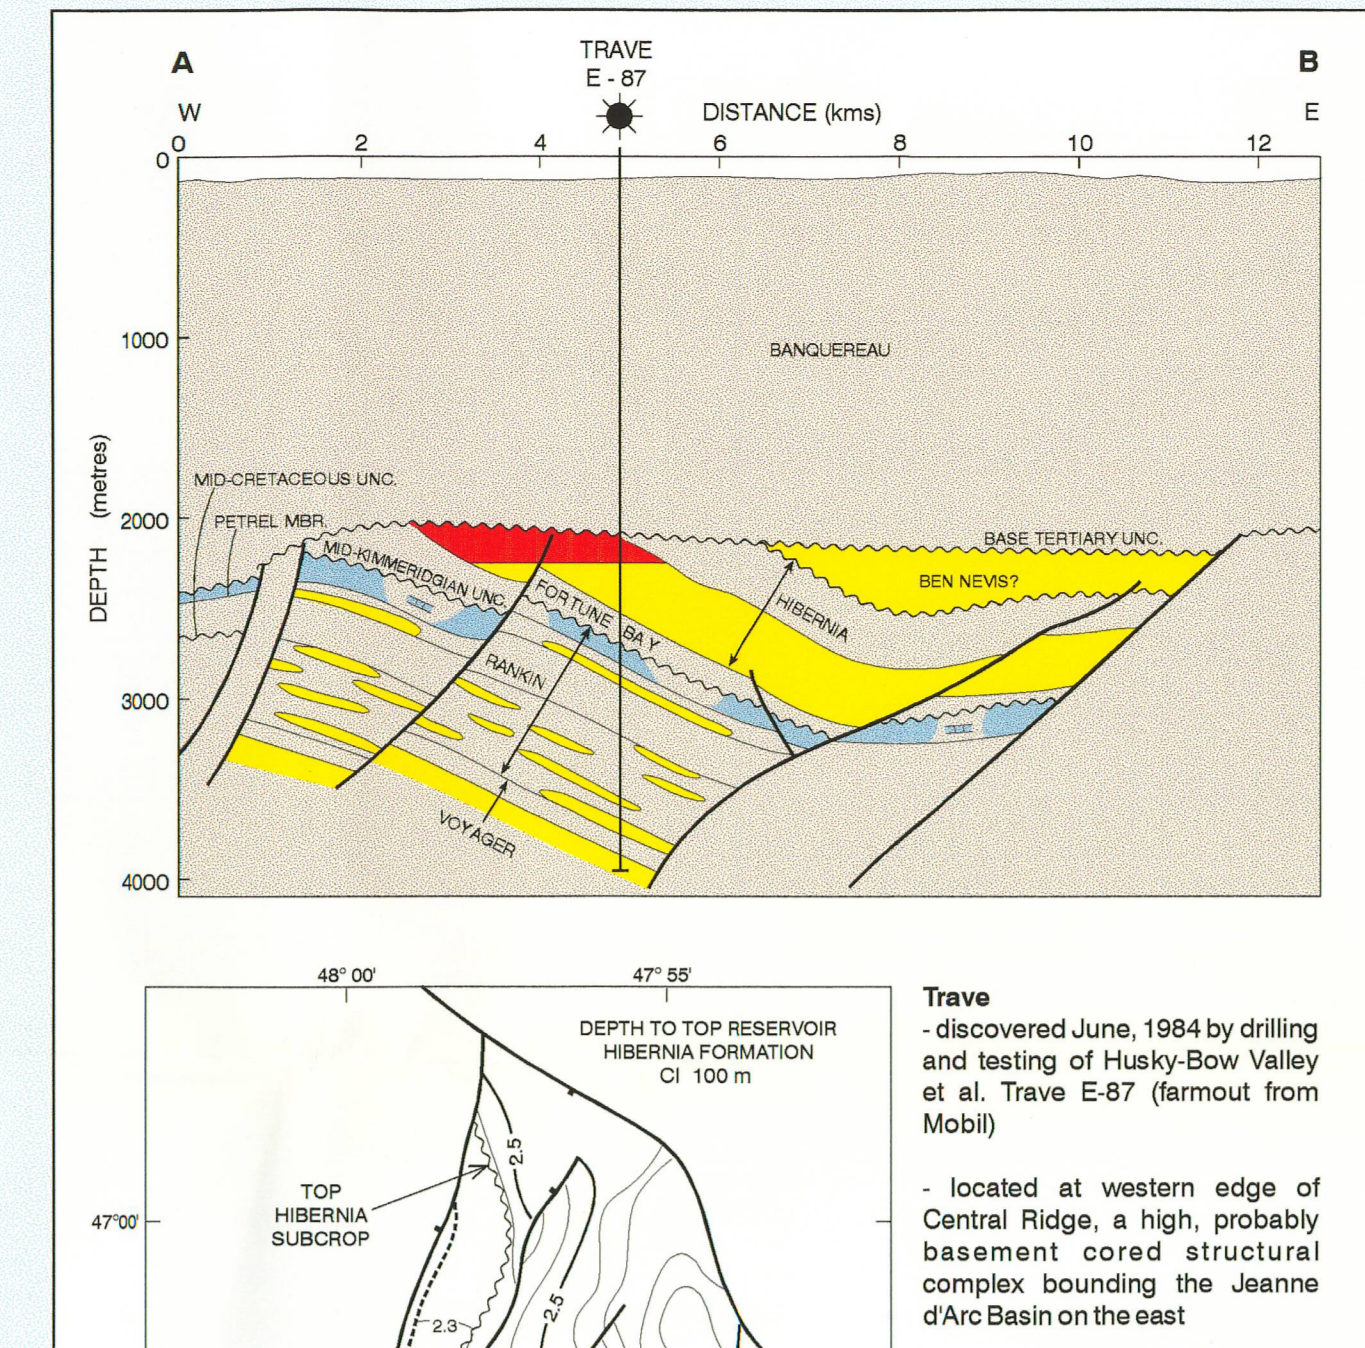 A
TRAVE
E - 87
B
W
DISTANCE (kms)
E
0 2 4 6 8 10 12
0
1000
2000
3000
4000
DEPTH (metres)
BANQUEREAU
MID-CRETACEOUS UNC.
PETREL MBR.
MID-KIMMERIDGIAN UNC.
BASE TERTIARY UNC.
BEN NEVIS?
FORTUNE BAY
HIBERNIA
RANKIN
VOYAGER
48° 00' 47° 55'
DEPTH TO TOP RESERVOIR
HIBERNIA FORMATION
CI 100 m
2.5
TOP
HIBERNIA
SUBCROP
47°00'
2.5
2.3
Trave
- discovered June, 1984 by drilling
and testing of Husky-Bow Valley
et al. Trave E-87 (farmout from
Mobil)
- located at western edge of
Central Ridge, a high, probably
basement cored structural
complex bounding the Jeanne
d'Arc Basin on the east